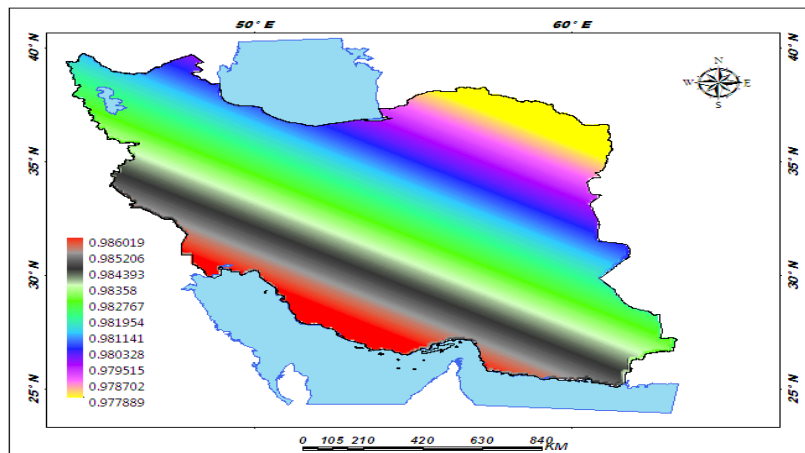 50° E 60° E
40° N 40° N
N
W E
S
35° N 35° N
0.986019
0.985206
0.984393
0.98358
0.982767
0.981954
0.981141
0.980328
0.979515
0.978702
0.977889
30° N 30° N
25° N 25° N
0 105 210 420 630 840
KM